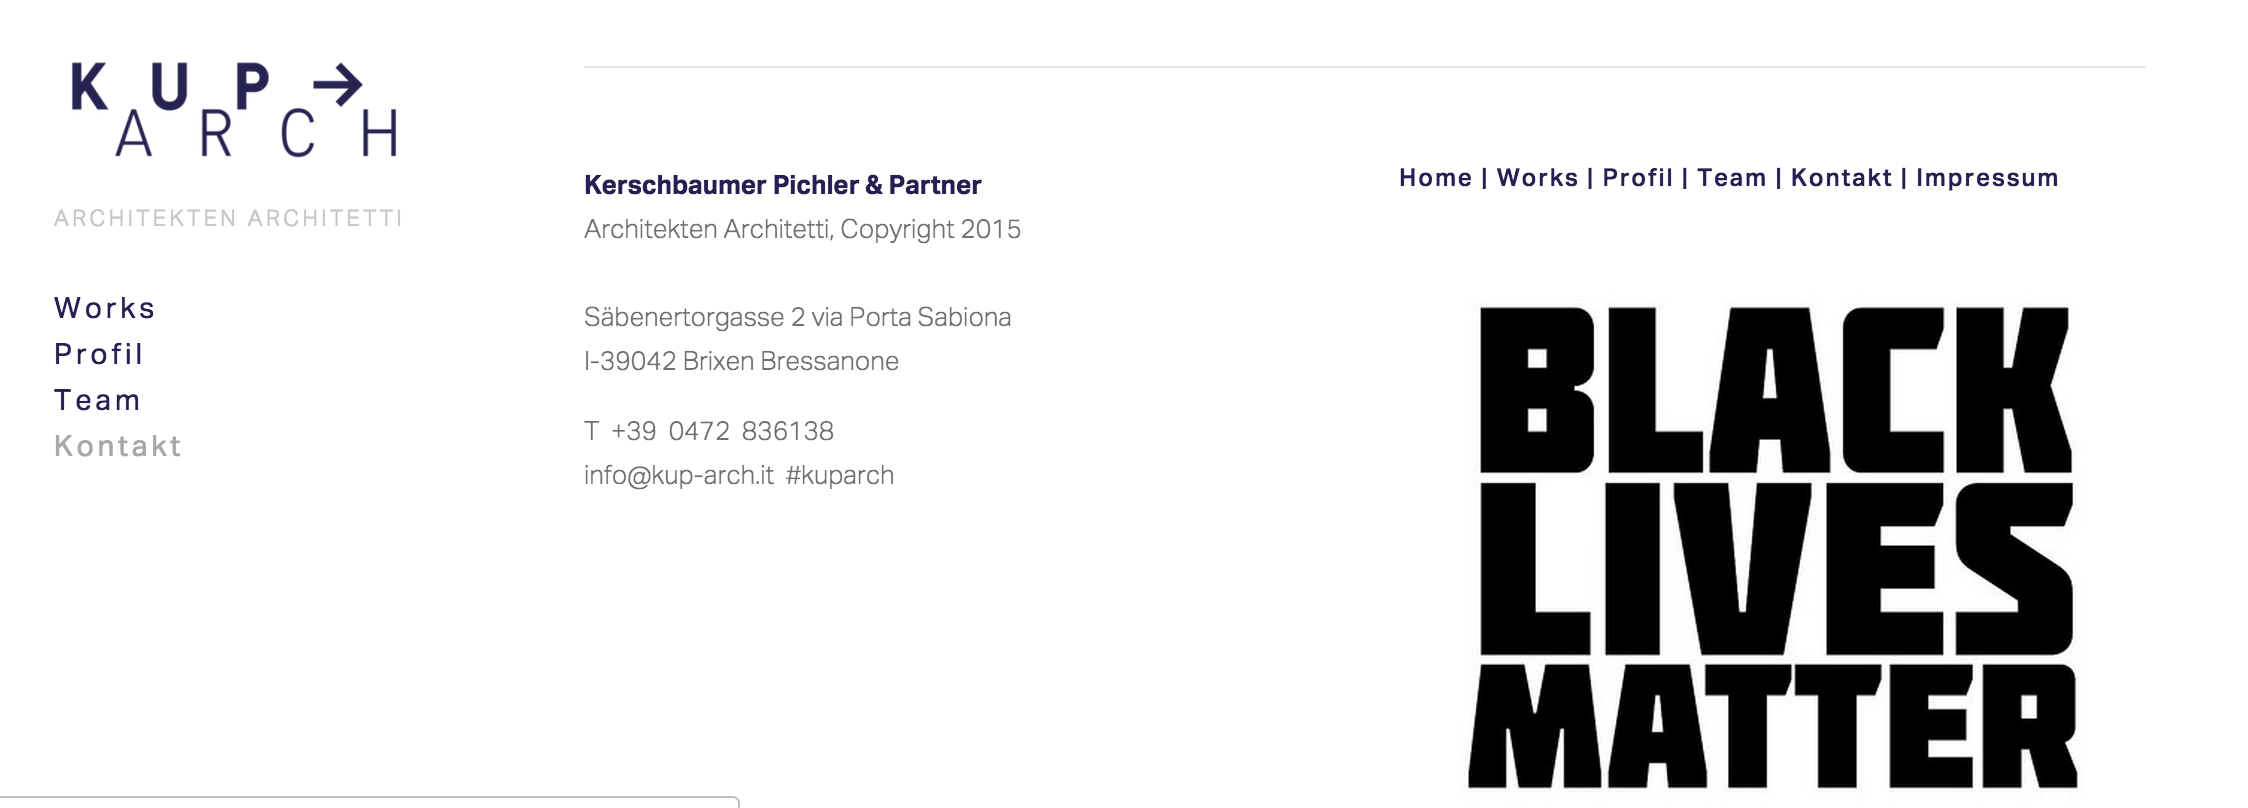 KUP→
ARCH
ARCHITEKTEN ARCHITETTI
Works
Profil
Team
Kontakt
Kerschbaumer Pichler & Partner
Architekten Architetti, Copyright 2015
Säbenertorgasse 2 via Porta Sabiona
I-39042 Brixen Bressanone
T +39 0472 836138
info@kup-arch.it #kuparch
Home | Works | Profil | Team | Kontakt | Impressum
BLACK
LIVES
MATTER